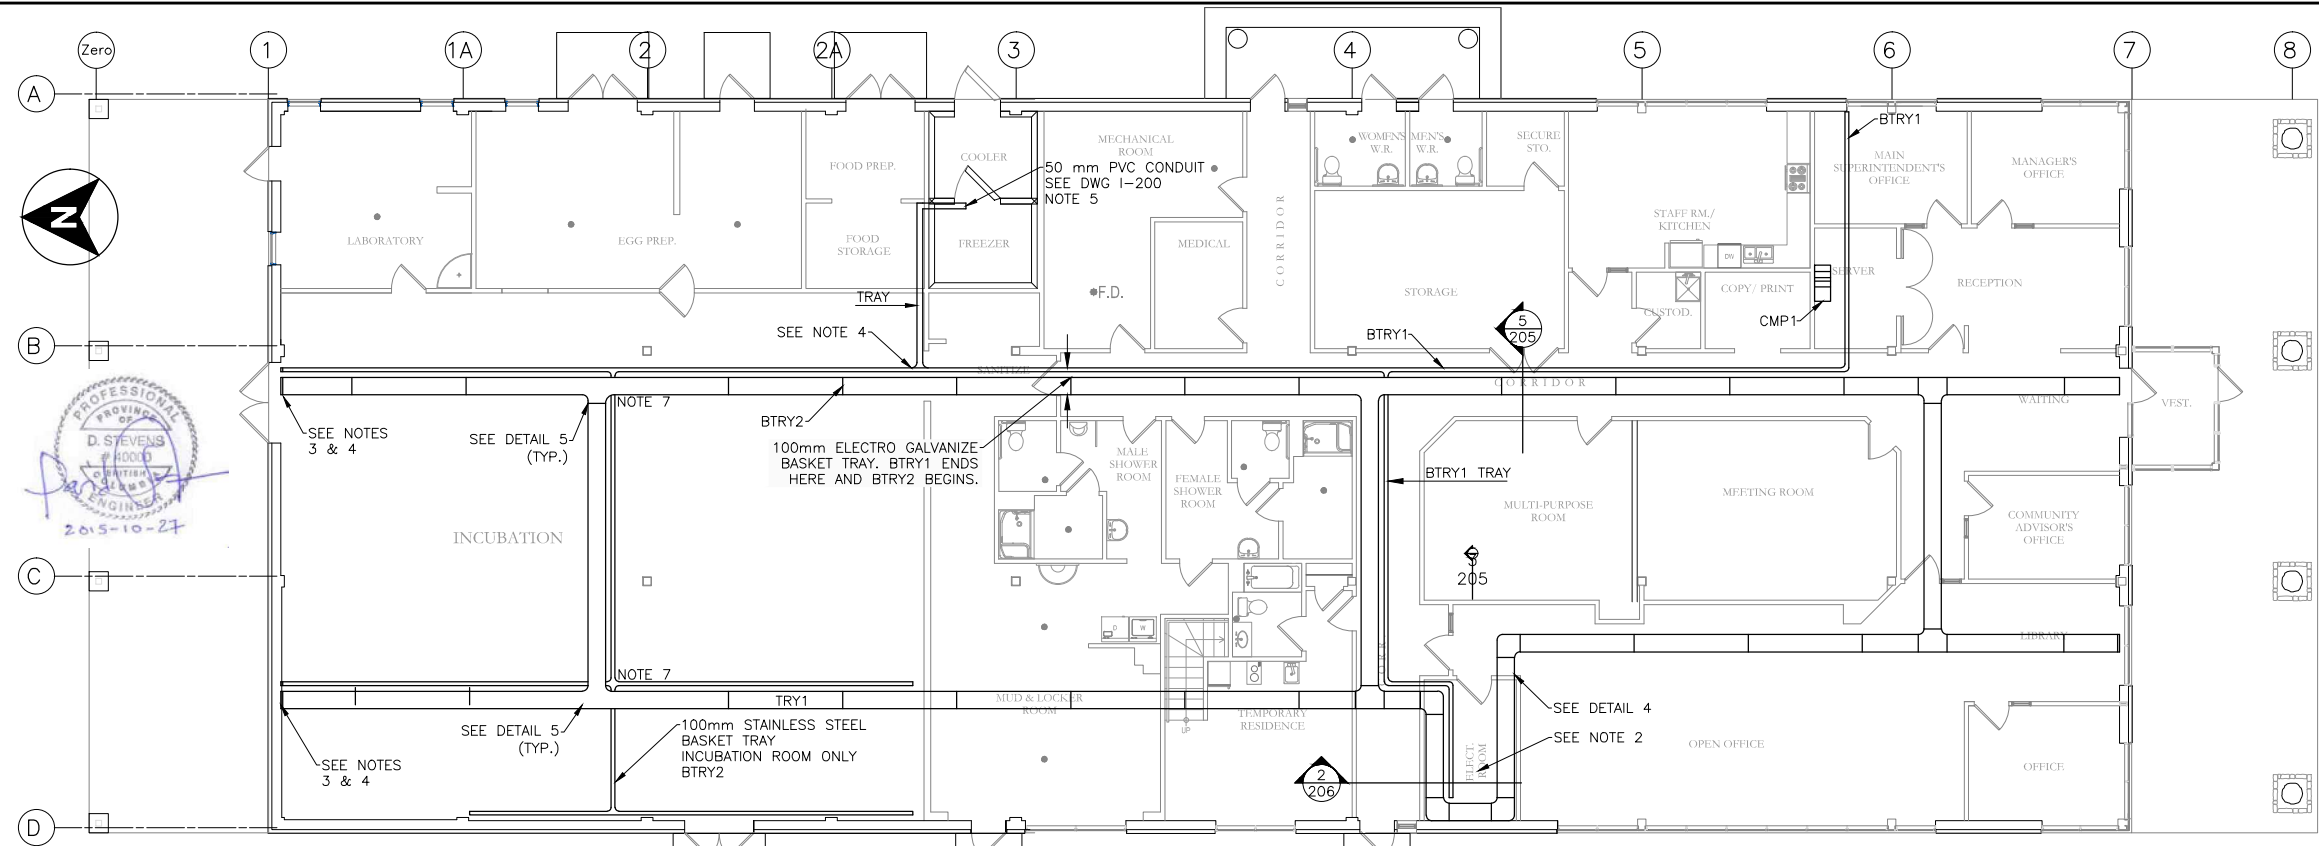 Zero
1
1A
2
2A
3
4
5
6
7
8
A
B
C
D
N
BTRY1
MECHANICAL
ROOM
WOMEN'S
W.R.
MEN'S
W.R.
SECURE
STO.
COOLER
FOOD PREP.
50 mm PVC CONDUIT
SEE DWG I-200
NOTE 5
MAIN
SUPERINTENDENT'S
OFFICE
MANAGER'S
OFFICE
LABORATORY
EGG PREP.
FOOD
STORAGE
FREEZER
MEDICAL
CORRIDOR
STAFF RM./
KITCHEN
DW
SERVER
RECEPTION
TRAY
F.D.
STORAGE
COPY/ PRINT
CUSTOD.
CMP1
SEE NOTE 4
BTRY1
5
205
SANITIZE
CORRIDOR
NOTE 7
BTRY2
WAITING
VEST.
PROFESSIONAL
PROVINCE
OF
D. STEVENS
# 40000
BRITISH
COLUMBIA
ENGINEER
2015-10-27
SEE NOTES
3 & 4
SEE DETAIL 5
(TYP.)
100mm ELECTRO GALVANIZE
BASKET TRAY. BTRY1 ENDS
HERE AND BTRY2 BEGINS.
MALE
SHOWER
ROOM
FEMALE
SHOWER
ROOM
BTRY1 TRAY
MULTI-PURPOSE
ROOM
MEETING ROOM
COMMUNITY
ADVISOR'S
OFFICE
INCUBATION
205
D
W
LIBRARY
NOTE 7
TRY1
MUD & LOCKER
ROOM
UP
TEMPORARY
RESIDENCE
SEE DETAIL 4
SEE NOTE 2
SEE DETAIL 5
(TYP.)
100mm STAINLESS STEEL
BASKET TRAY
INCUBATION ROOM ONLY
BTRY2
SEE NOTES
3 & 4
2
206
ELECT.
ROOM
OPEN OFFICE
OFFICE